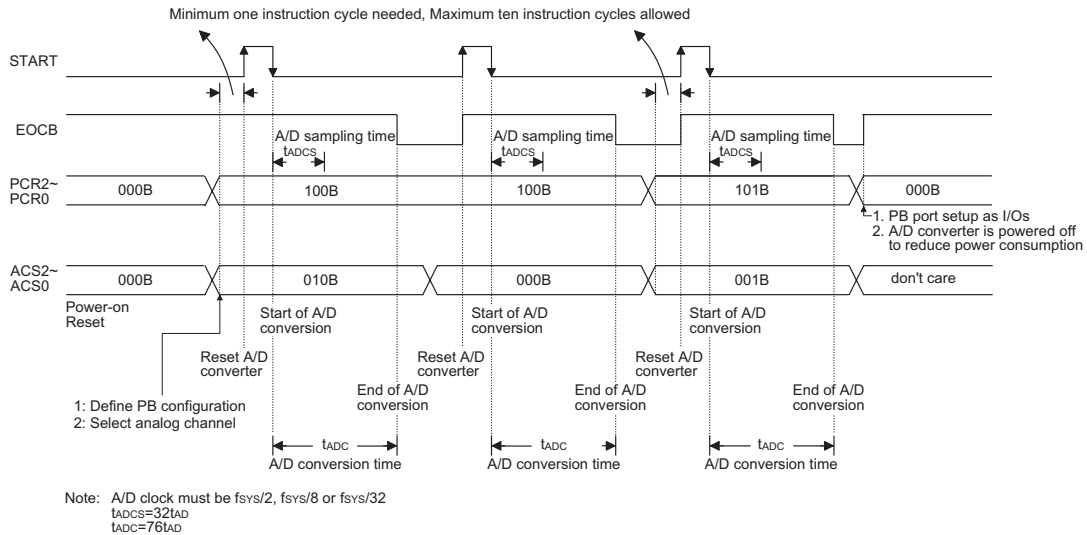 Minimum one instruction cycle needed, Maximum ten instruction cycles allowed
START
EOCB
A/D sampling time
tADCS
A/D sampling time
tADCS
A/D sampling time
tADCS
PCR2~
PCR0
000B
100B
100B
101B
000B
1. PB port setup as I/Os
2. A/D converter is powered off
to reduce power consumption
ACS2~
ACS0
000B
010B
000B
001B
don't care
Power-on
Reset
Start of A/D
conversion
Start of A/D
conversion
Start of A/D
conversion
Reset A/D
converter
Reset A/D
converter
Reset A/D
converter
1: Define PB configuration
2: Select analog channel
End of A/D
conversion
End of A/D
conversion
End of A/D
conversion
tADC
A/D conversion time
tADC
A/D conversion time
tADC
A/D conversion time
Note: A/D clock must be fSYS/2, fSYS/8 or fSYS/32
tADCS=32tAD
tADC=76tAD